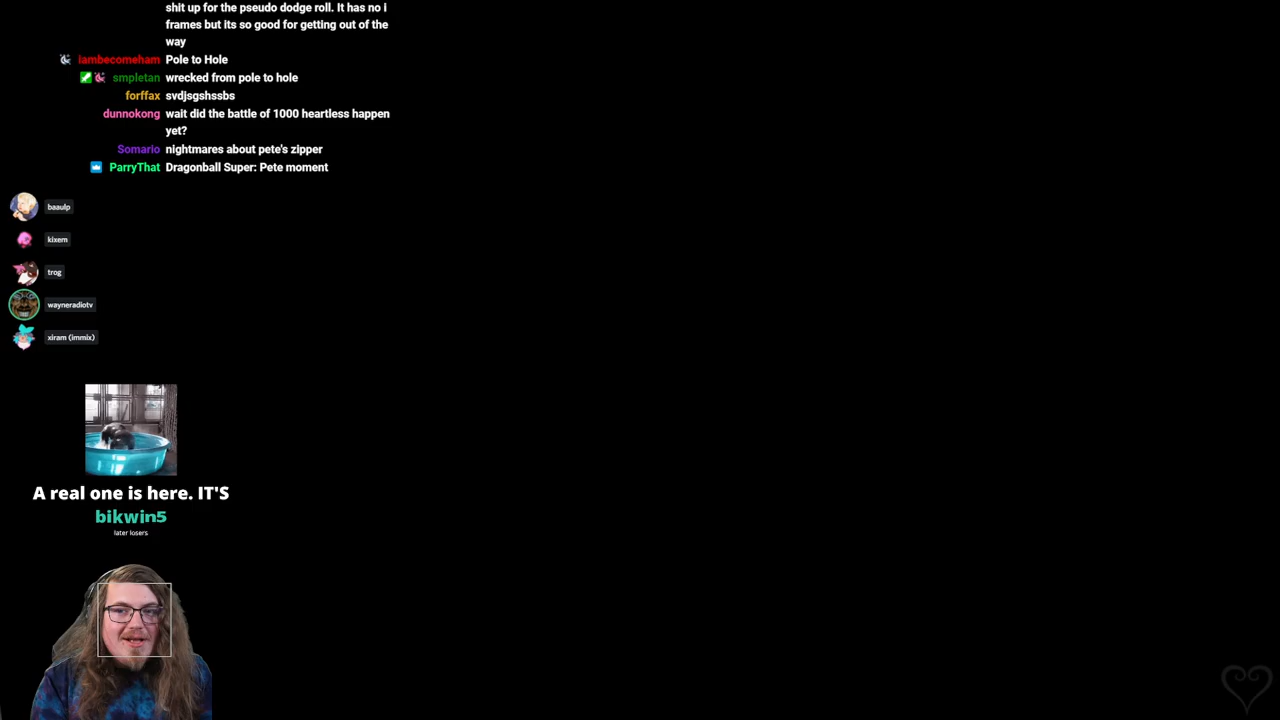 shit up for the pseudo dodge roll. It has no i
frames but its so good for getting out of the
way
iambecomeham Pole to Hole
smpletan wrecked from pole to hole
forffax svdjsgshssbs
dunnokong wait did the battle of 1000 heartless happen
yet?
Somario nightmares about pete's zipper
ParryThat Dragonball Super: Pete moment
baaulp
kixem
trog
wayneradiotv
xiram (immix)
A real one is here. IT'S
bikwin5
later losers